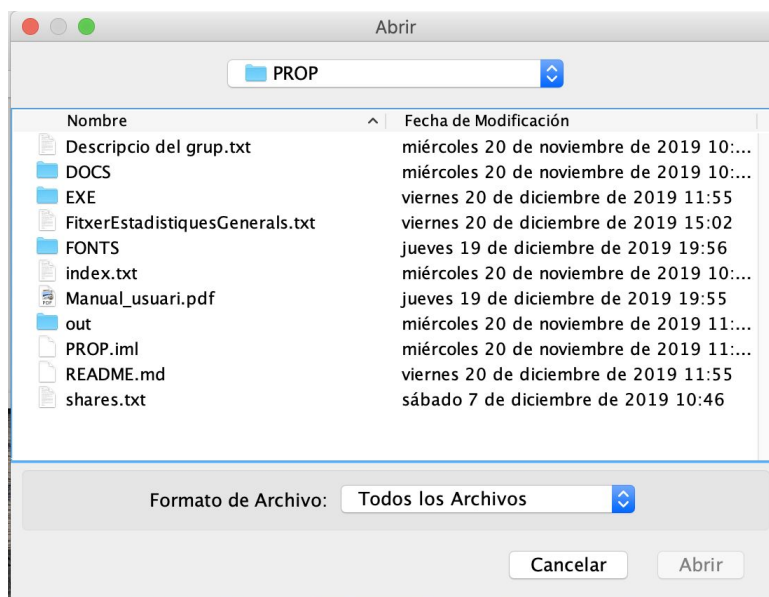 Abrir
PROP
Nombre Fecha de Modificación
Descripcio del grup.txt miércoles 20 de noviembre de 2019 10:...
DOCS miércoles 20 de noviembre de 2019 10:...
EXE viernes 20 de diciembre de 2019 11:55
FitxerEstadistiquesGenerals.txt viernes 20 de diciembre de 2019 15:02
FONTS jueves 19 de diciembre de 2019 19:56
index.txt miércoles 20 de noviembre de 2019 10:...
Manual_usuari.pdf jueves 19 de diciembre de 2019 19:55
out miércoles 20 de noviembre de 2019 11:...
PROP.iml miércoles 20 de noviembre de 2019 11:...
README.md viernes 20 de diciembre de 2019 11:55
shares.txt sábado 7 de diciembre de 2019 10:46
Formato de Archivo: Todos los Archivos
Cancelar Abrir